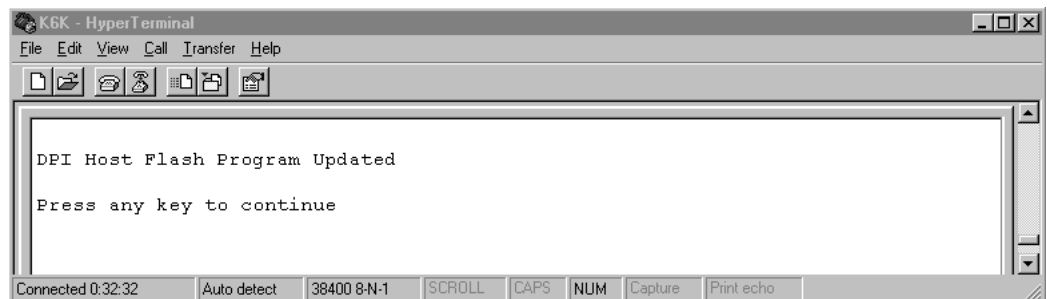 K6K - HyperTerminal
File Edit View Call Transfer Help
DPI Host Flash Program Updated
Press any key to continue
Connected 0:32:32 Auto detect 38400 8-N-1 SCROLL CAPS NUM Capture Print echo